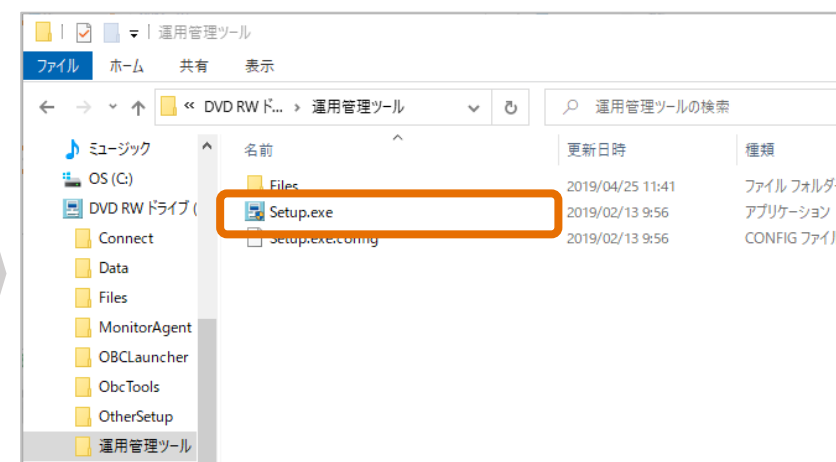 運用管理ツール
ファイル ホーム 共有 表示
« DVD RW ド... › 運用管理ツール 運用管理ツールの検索
ミュージック 名前 更新日時 種類
OS (C:) Files 2019/04/25 11:41 ファイル フォルダー
DVD RW ドライブ ( Setup.exe 2019/02/13 9:56 アプリケーション
Connect Setup.exe.config 2019/02/13 9:56 CONFIG ファイル
Data
Files
MonitorAgent
OBCLauncher
ObcTools
OtherSetup
運用管理ツール